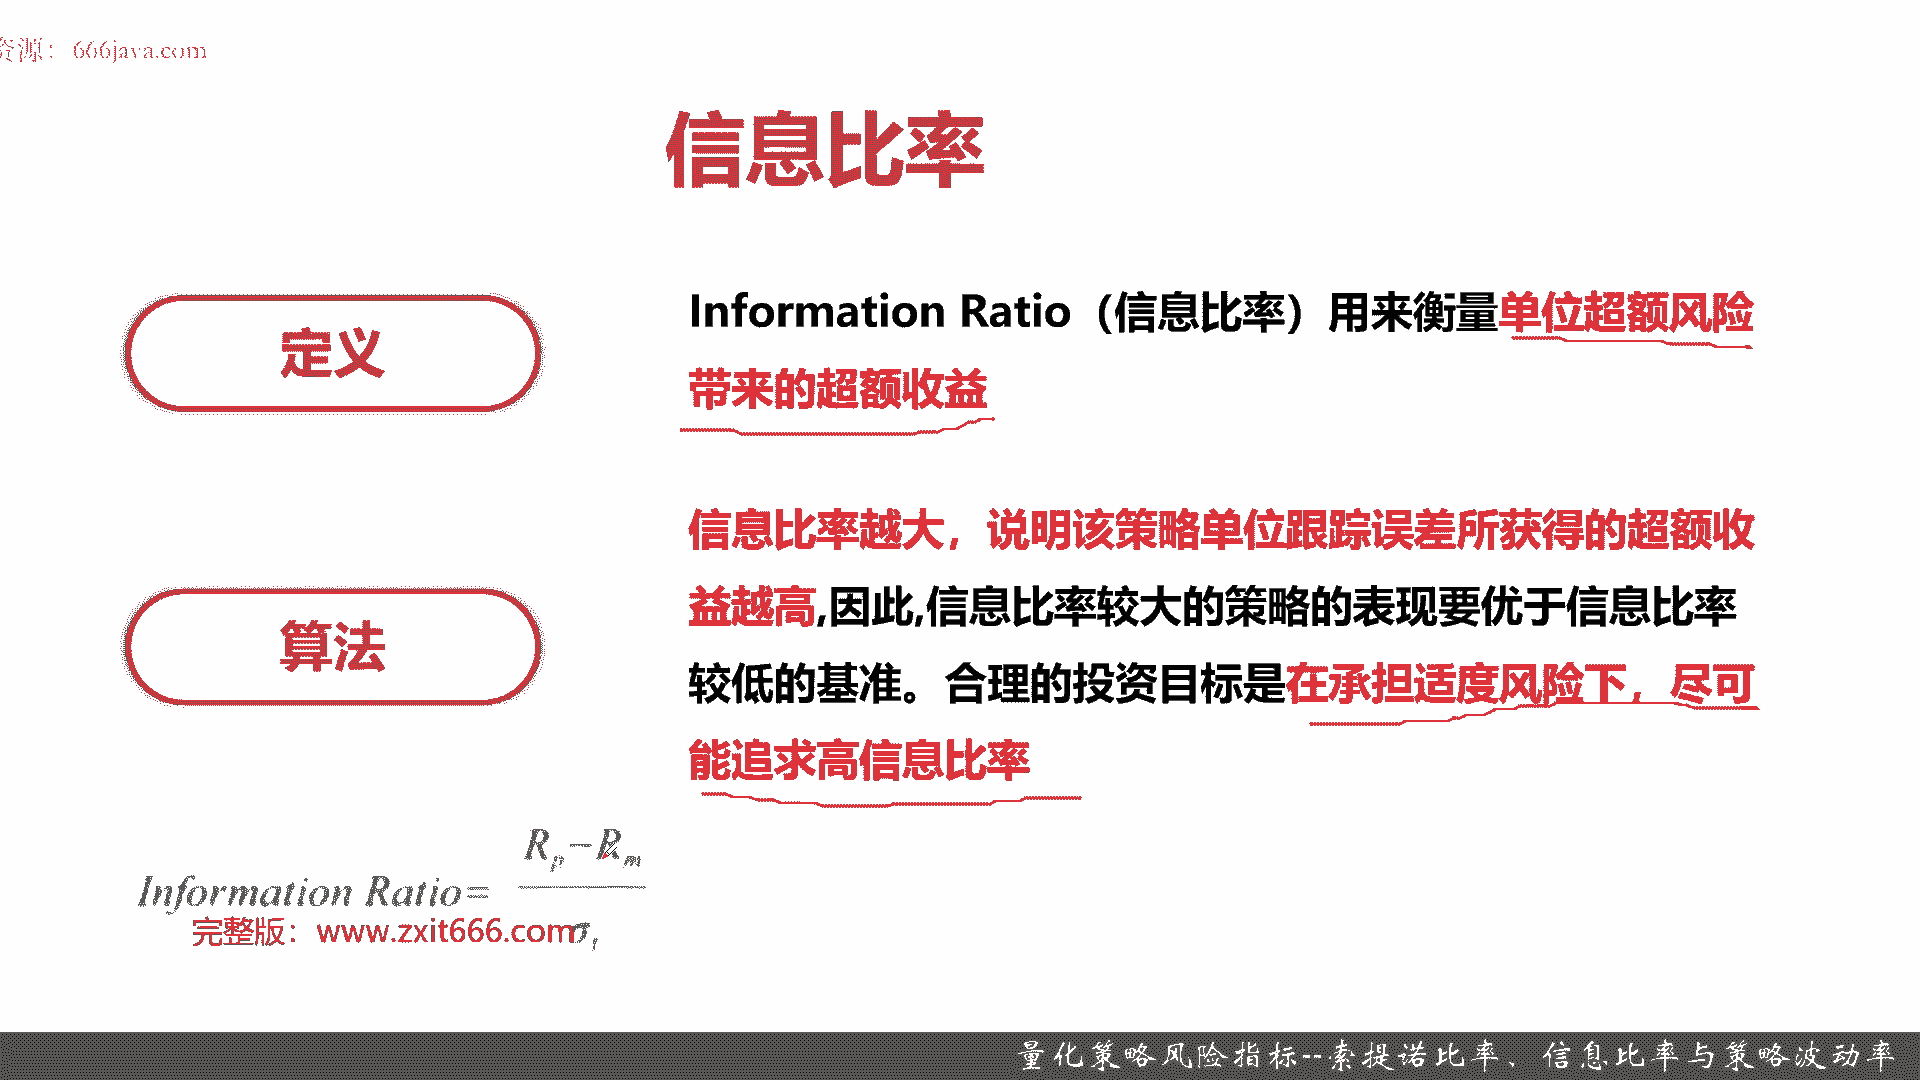 资源：666java.com
信息比率
定义
Information Ratio（信息比率）用来衡量单位超额风险
带来的超额收益
算法
信息比率越大，说明该策略单位跟踪误差所获得的超额收
益越高,因此,信息比率较大的策略的表现要优于信息比率
较低的基准。合理的投资目标是在承担适度风险下，尽可
能追求高信息比率
Rp−Rm
Information Ratio=
σt
完整版：www.zxit666.com
量化策略风险指标--索提诺比率、信息比率与策略波动率